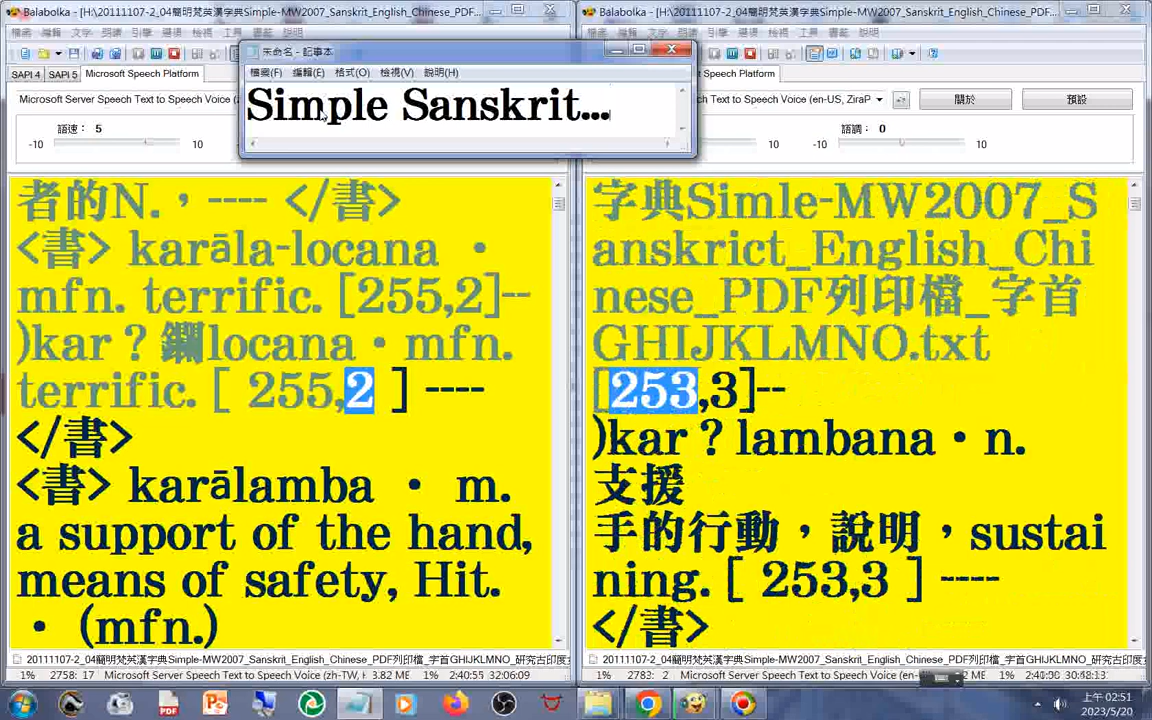 Balabolka - [H:\20111107-2_04簡明梵英漢字典Simple-MW2007_Sanskrit_English_Chinese_PDF...
Balabolka - [H:\20111107-2_04簡明梵英漢字典Simple-MW2007_Sanskrit_English_Chinese_PDF...
未命名 - 記事本
檔案(F) 編輯(E) 格式(O) 檢視(V) 說明(H)
Simple Sanskrit...
SAPI 4 SAPI 5 Microsoft Speech Platform
Speech Platform
Microsoft Server Speech Text to Speech Voice
Text to Speech Voice (en-US, ZiraP
關於 預設
語速: 5
-10 10
語調: 0
-10 10
者的N.，---- </書>
<書> karāla-locana •
mfn. terrific. [255,2]--
)kar？鑭locana • mfn.
terrific. [ 255,2 ] ----
</書>
<書> karālamba • m.
a support of the hand,
means of safety, Hit.
• (mfn.)
字典Simle-MW2007_S
anskrict_English_Chi
nese_PDF列印檔_字首
GHIJKLMNO.txt
[253,3]--
)kar？lambana • n.
支援
手的行動，說明，sustai
ning. [ 253,3 ] ----
</書>
20111107-2_04簡明梵英漢字典Simple-MW2007_Sanskrit_English_Chinese_PDF列印檔_字首GHIJKLMNO_研究古印度
20111107-2_04簡明梵英漢字典Simple-MW2007_Sanskrit_English_Chinese_PDF列印檔_字首GHIJKLMNO_研究古印度
1% 2758: 17 Microsoft Server Speech Text to Speech Voice (zh-TW, 3.82 MB 1% 2:40:55 32:06:09
1% 2783: 2 Microsoft Server Speech Text to Speech Voice (en-
上午 02:51
2023/5/20